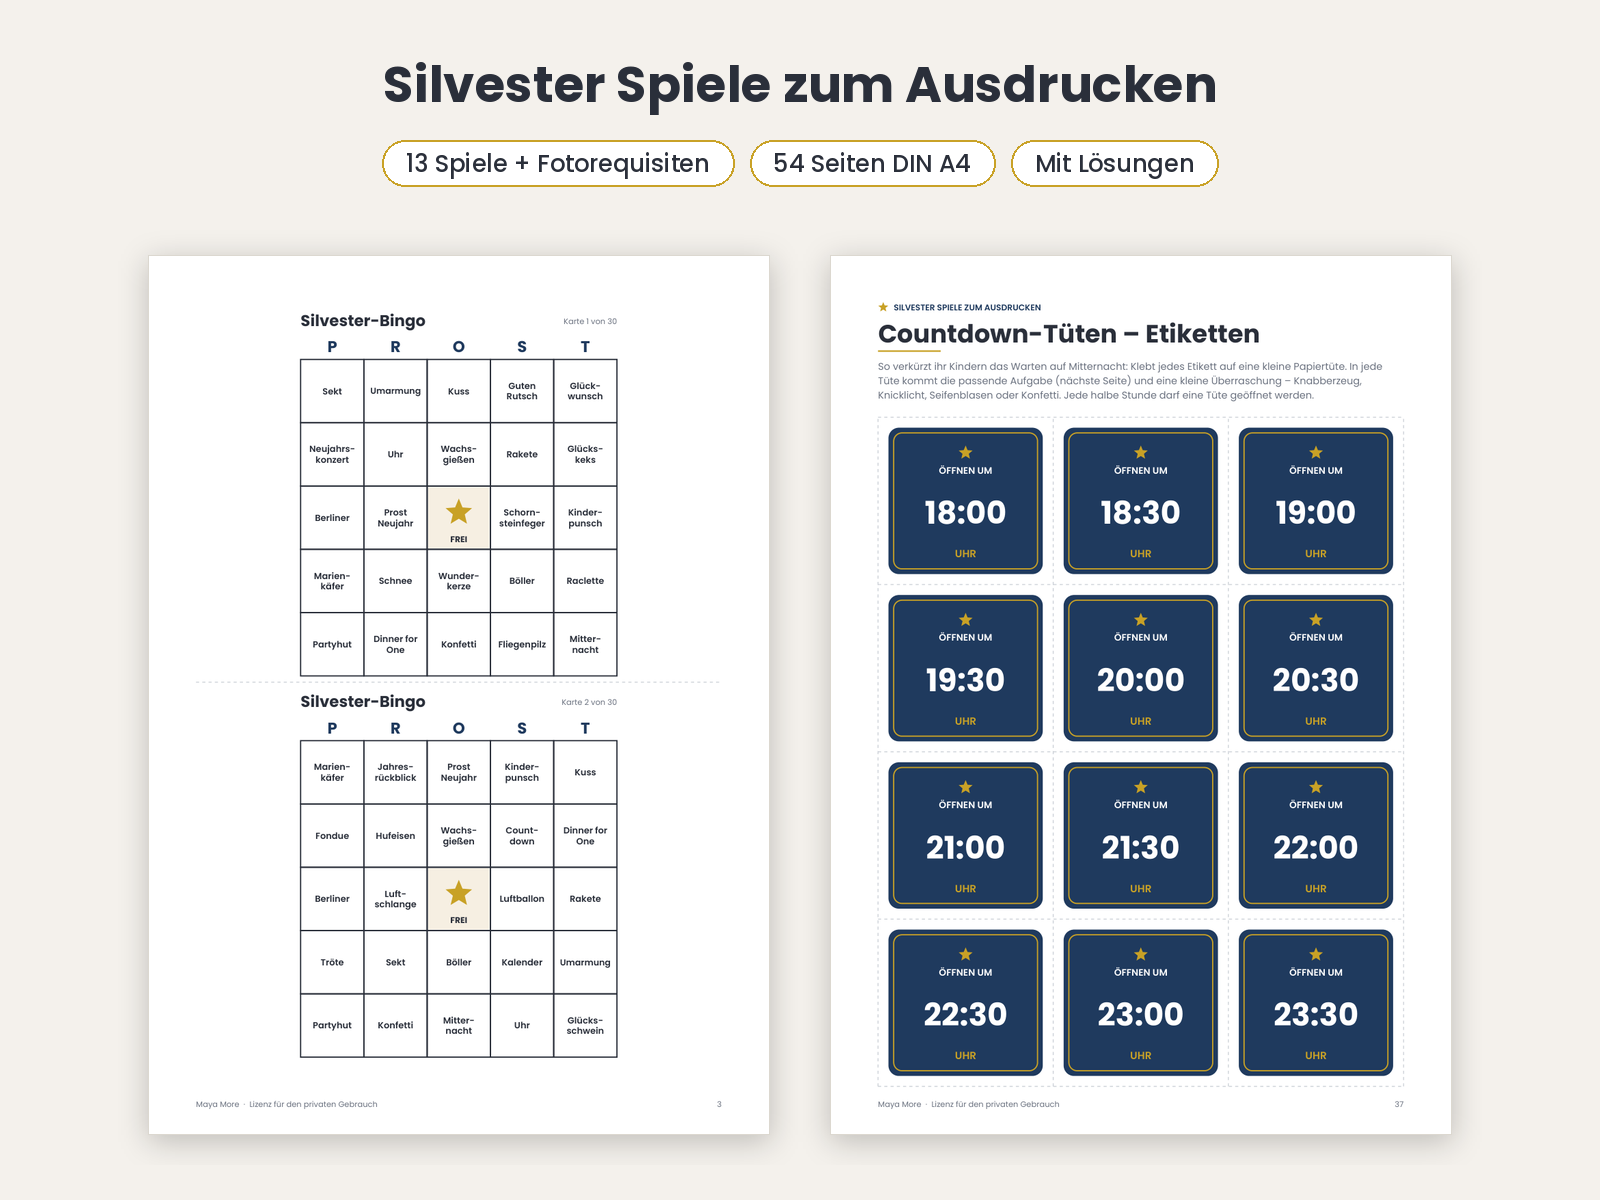 Silvester Spiele zum Ausdrucken
13 Spiele + Fotorequisiten
54 Seiten DIN A4
Mit Lösungen
Silvester-Bingo
Karte 1 von 30
P R O S T
Sekt
Umarmung
Kuss
Guten
Rutsch
Glück-
wunsch
Neujahrs-
konzert
Uhr
Wachs-
gießen
Rakete
Glücks-
keks
Berliner
Prost
Neujahr
FREI
Schorn-
steinfeger
Kinder-
punsch
Marien-
käfer
Schnee
Wunder-
kerze
Böller
Raclette
Partyhut
Dinner for
One
Konfetti
Fliegenpilz
Mitter-
nacht
Silvester-Bingo
Karte 2 von 30
P R O S T
Marien-
käfer
Jahres-
rückblick
Prost
Neujahr
Kinder-
punsch
Kuss
Fondue
Hufeisen
Wachs-
gießen
Count-
down
Dinner for
One
Berliner
Luft-
schlange
FREI
Luftballon
Rakete
Tröte
Sekt
Böller
Kalender
Umarmung
Partyhut
Konfetti
Mitter-
nacht
Uhr
Glücks-
schwein
Maya More · Lizenz für den privaten Gebrauch
3
SILVESTER SPIELE ZUM AUSDRUCKEN
Countdown-Tüten – Etiketten
So verkürzt ihr Kindern das Warten auf Mitternacht: Klebt jedes Etikett auf eine kleine Papiertüte. In jede
Tüte kommt die passende Aufgabe (nächste Seite) und eine kleine Überraschung – Knabberzeug,
Knicklicht, Seifenblasen oder Konfetti. Jede halbe Stunde darf eine Tüte geöffnet werden.
ÖFFNEN UM
18:00
UHR
ÖFFNEN UM
18:30
UHR
ÖFFNEN UM
19:00
UHR
ÖFFNEN UM
19:30
UHR
ÖFFNEN UM
20:00
UHR
ÖFFNEN UM
20:30
UHR
ÖFFNEN UM
21:00
UHR
ÖFFNEN UM
21:30
UHR
ÖFFNEN UM
22:00
UHR
ÖFFNEN UM
22:30
UHR
ÖFFNEN UM
23:00
UHR
ÖFFNEN UM
23:30
UHR
Maya More · Lizenz für den privaten Gebrauch
37